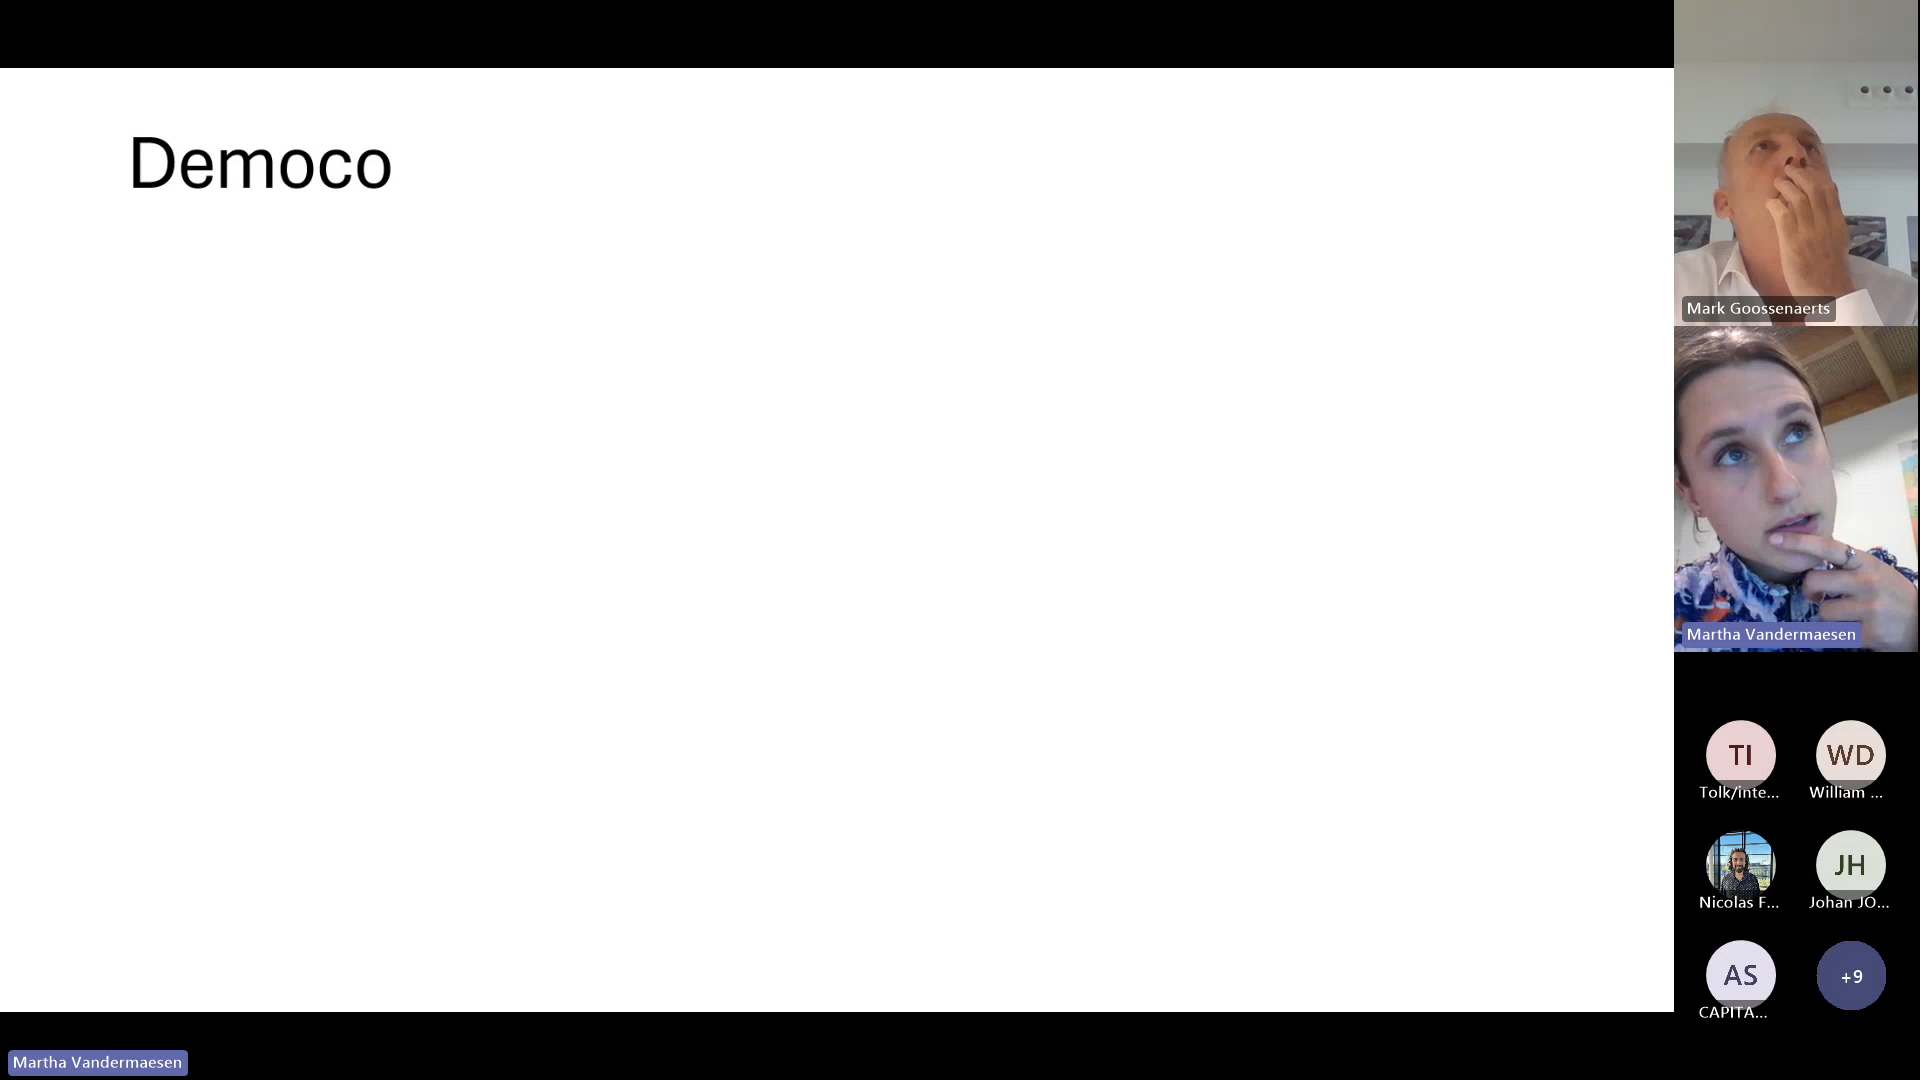 Democo
Mark Goossenaerts
Martha Vandermaesen
TI
WD
Tolk/inte...
William ...
JH
Nicolas F...
Johan JO...
AS
+9
CAPITA...
Martha Vandermaesen